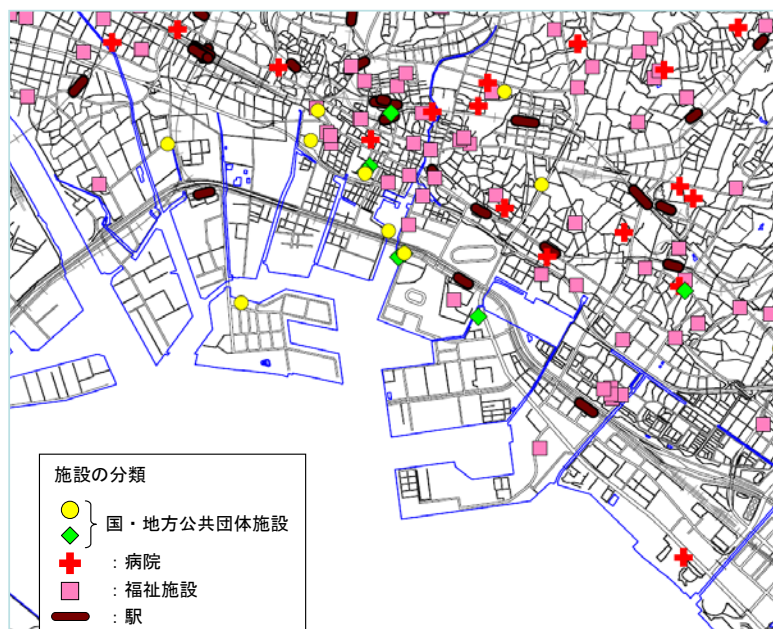 施設の分類
国・地方公共団体施設
：病院
：福祉施設
：駅